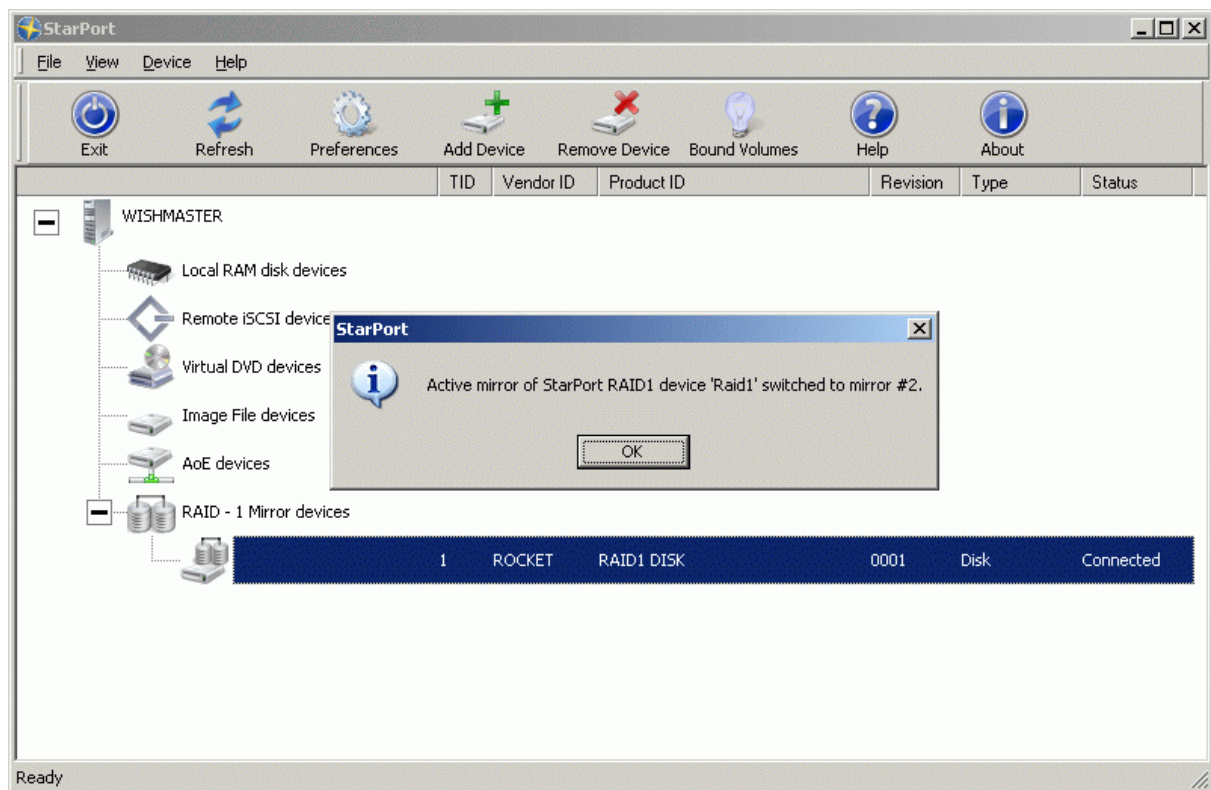 StarPort
File View Device Help
Exit Refresh Preferences Add Device Remove Device Bound Volumes Help About
TID Vendor ID Product ID Revision Type Status
WISHMASTER
Local RAM disk devices
Remote iSCSI device
StarPort
Virtual DVD devices
Active mirror of StarPort RAID1 device 'Raid1' switched to mirror #2.
Image File devices
OK
AoE devices
RAID - 1 Mirror devices
1 ROCKET RAID1 DISK 0001 Disk Connected
Ready